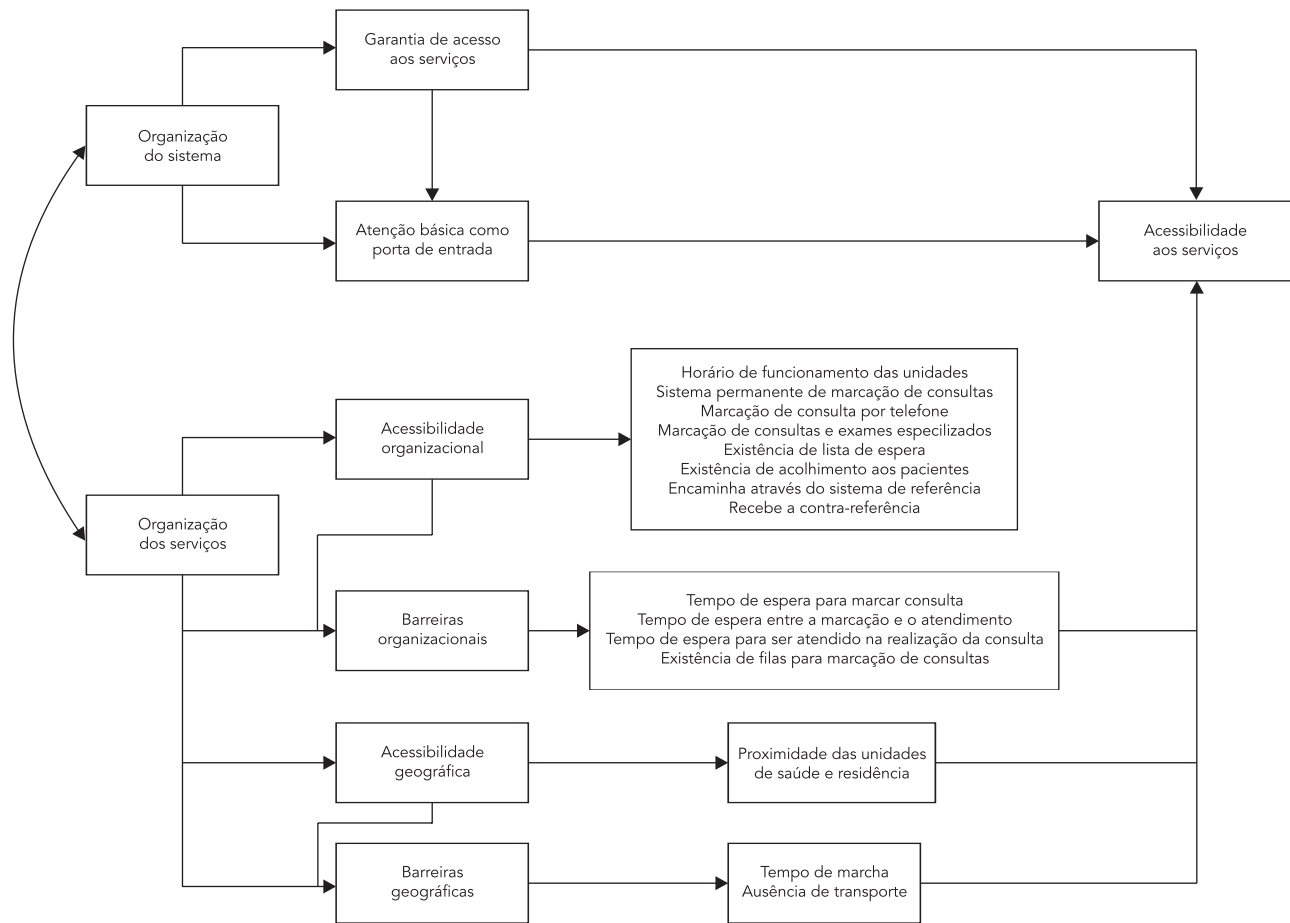 Garantia de acesso
aos serviços
Organização
do sistema
Atenção básica como
porta de entrada
Acessibilidade
aos serviços
Horário de funcionamento das unidades
Sistema permanente de marcação de consultas
Marcação de consulta por telefone
Marcação de consultas e exames especilizados
Existência de lista de espera
Existência de acolhimento aos pacientes
Encaminha através do sistema de referência
Recebe a contra-referência
Acessibilidade
organizacional
Organização
dos serviços
Barreiras
organizacionais
Tempo de espera para marcar consulta
Tempo de espera entre a marcação e o atendimento
Tempo de espera para ser atendido na realização da consulta
Existência de filas para marcação de consultas
Acessibilidade
geográfica
Proximidade das unidades
de saúde e residência
Barreiras
geográficas
Tempo de marcha
Ausência de transporte